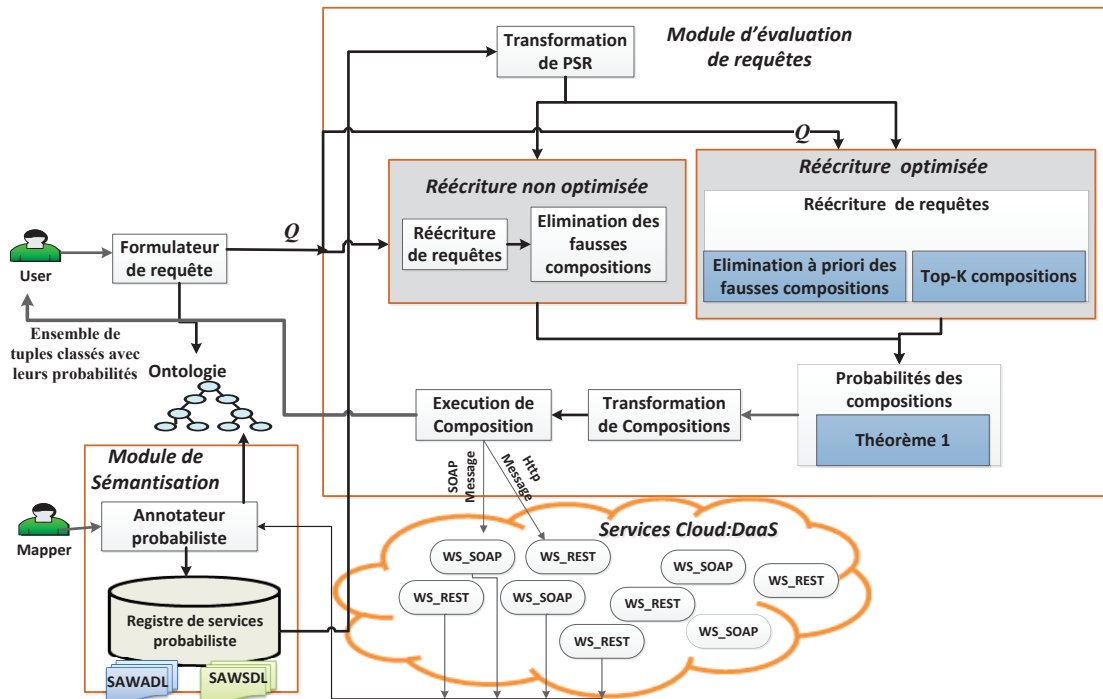 Transformation
de PSR
Module d'évaluation
de requêtes
Q
Q
Réécriture non optimisée
Réécriture
de requêtes
Elimination des
fausses
compositions
Réécriture optimisée
Réécriture de requêtes
Elimination à priori des
fausses compositions
Top-K compositions
User
Formulateur
de requête
Ensemble de
tuples classés avec
leurs probabilités
Ontologie
Execution de
Composition
Transformation
de Compositions
Probabilités des
compositions
Théorème 1
Module de
Sémantisation
Mapper
Annotateur
probabiliste
Registre de services
probabiliste
SAWADL
SAWSDL
SOAP
Message
Http
Message
Services Cloud:DaaS
WS_SOAP
WS_REST
WS_SOAP
WS_REST
WS_REST
WS_SOAP
WS_REST
WS_REST
WS_SOAP